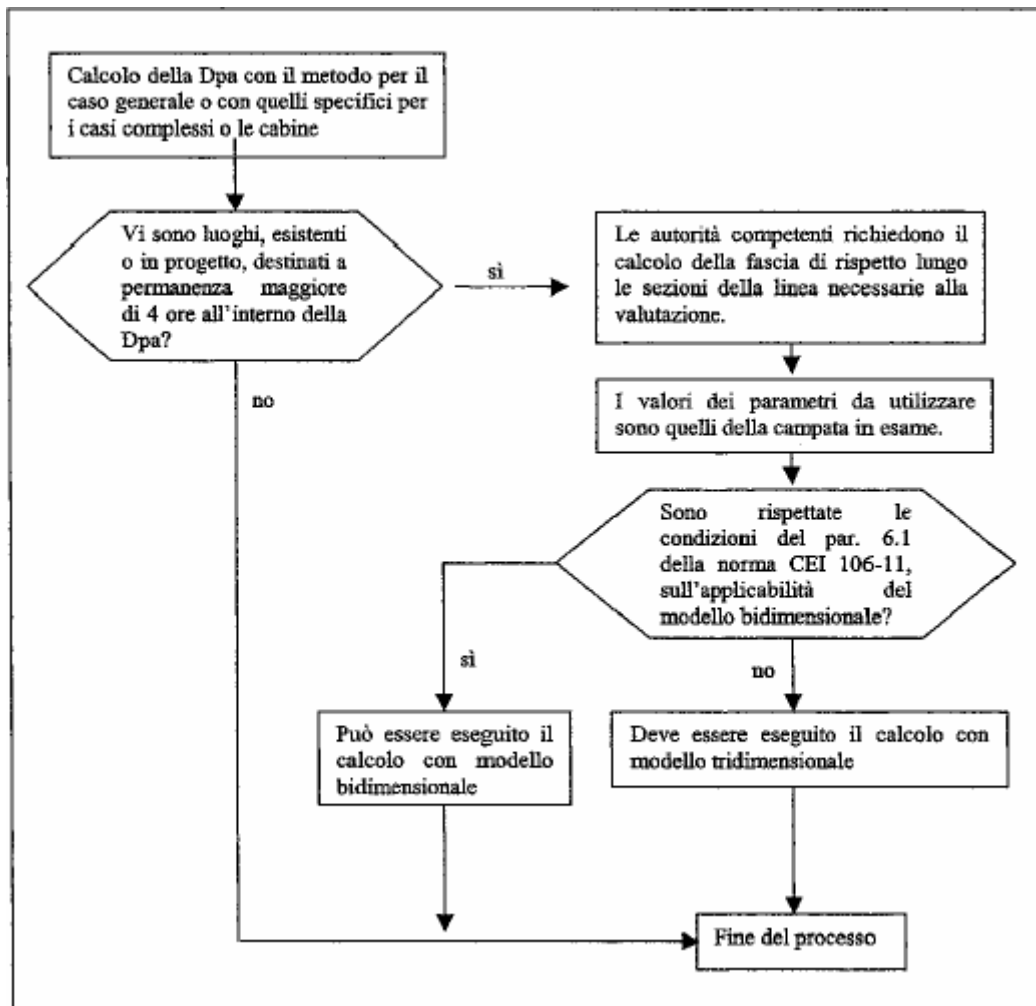 Calcolo della Dpa con il metodo per il
caso generale o con quelli specifici per
i casi complessi o le cabine
Vi sono luoghi, esistenti
o in progetto, destinati a
permanenza maggiore
di 4 ore all'interno della
Dpa?
sì
Le autorità competenti richiedono il
calcolo della fascia di rispetto lungo
le sezioni della linea necessarie alla
valutazione.
no
I valori dei parametri da utilizzare
sono quelli della campata in esame.
Sono rispettate le
condizioni del par. 6.1
della norma CEI 106-11,
sull'applicabilità del
modello bidimensionale?
sì
no
Può essere eseguito il
calcolo con modello
bidimensionale
Deve essere eseguito il calcolo con
modello tridimensionale
Fine del processo